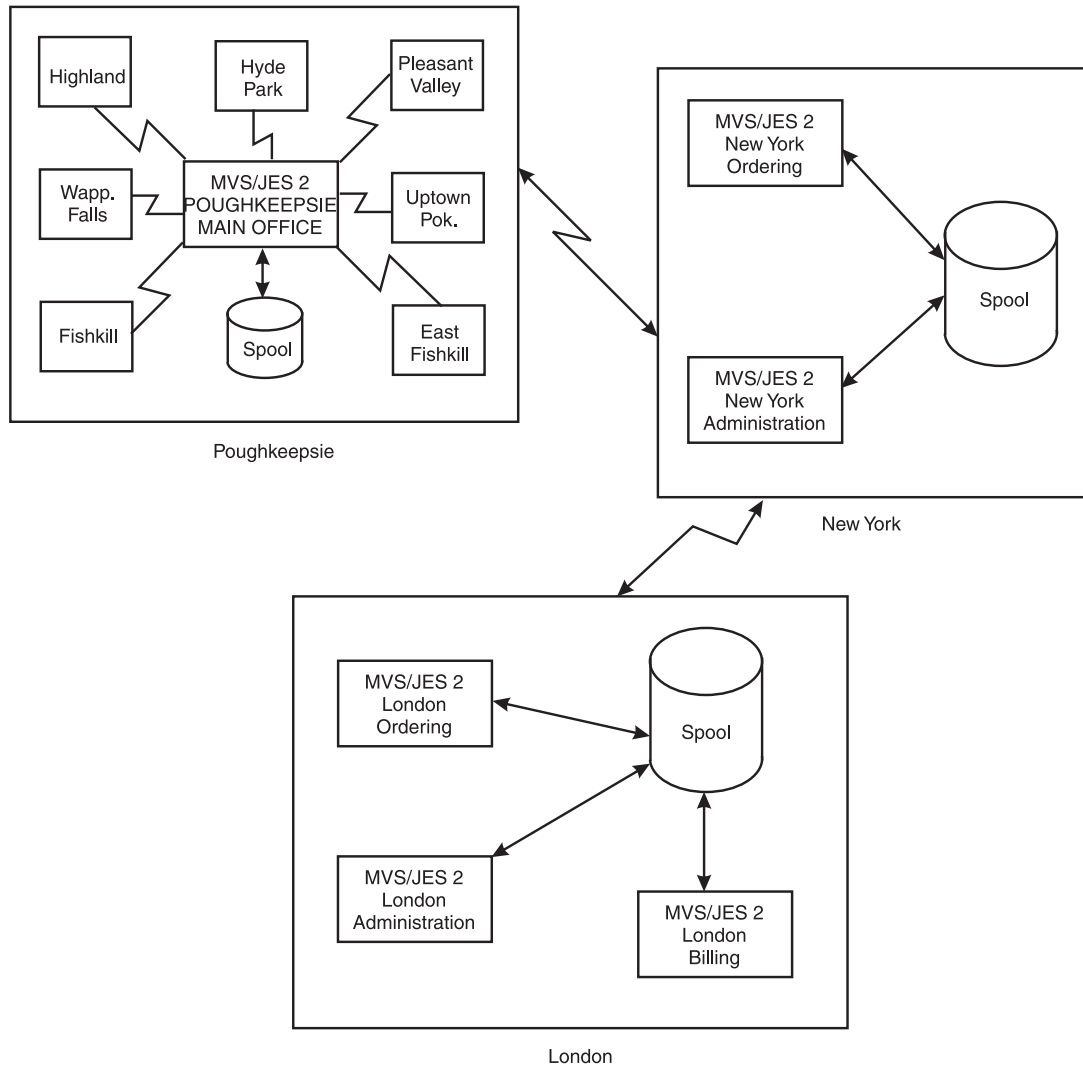 Highland
Hyde
Park
Pleasant
Valley
Wapp.
Falls
MVS/JES 2
POUGHKEEPSIE
MAIN OFFICE
Uptown
Pok.
Fishkill
Spool
East
Fishkill
Poughkeepsie
MVS/JES 2
New York
Ordering
Spool
MVS/JES 2
New York
Administration
New York
MVS/JES 2
London
Ordering
Spool
MVS/JES 2
London
Administration
MVS/JES 2
London
Billing
London